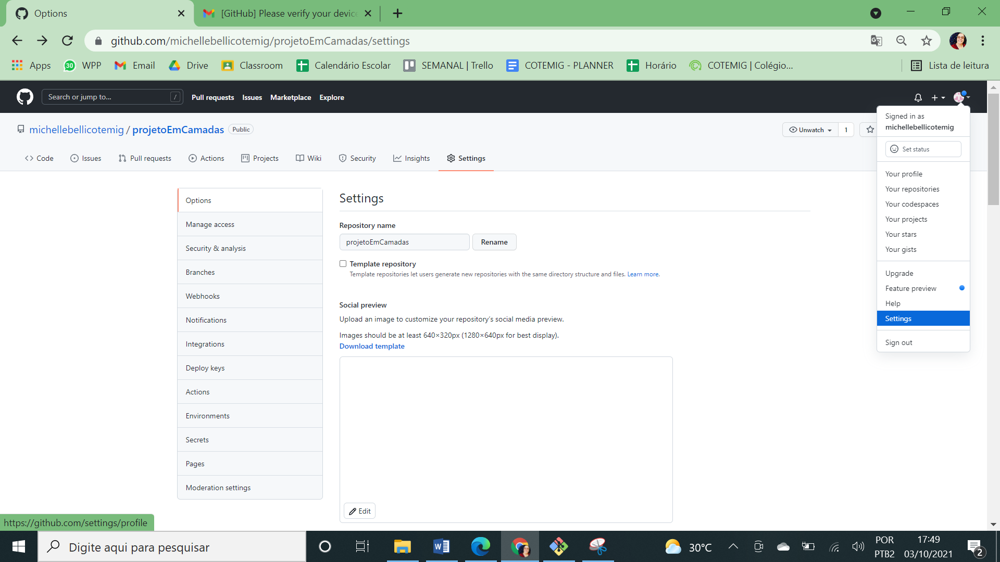 Options
[GitHub] Please verify your device
github.com/michellebellicotemig/projetoEmCamadas/settings
Apps
30
WPP
Email
Drive
Classroom
Calendário Escolar
SEMANAL | Trello
COTEMIG - PLANNER
Horário
COTEMIG | Colégio...
Lista de leitura
Search or jump to...
/
Pull requests
Issues
Marketplace
Explore
michellebellicotemig / projetoEmCamadas
Public
Unwatch
1
Code
Issues
Pull requests
Actions
Projects
Wiki
Security
Insights
Settings
Signed in as
michellebellicotemig
Set status
Your profile
Your repositories
Your codespaces
Your projects
Your stars
Your gists
Upgrade
Feature preview
Help
Settings
Sign out
Options
Manage access
Security & analysis
Branches
Webhooks
Notifications
Integrations
Deploy keys
Actions
Environments
Secrets
Pages
Moderation settings
Settings
Repository name
projetoEmCamadas
Rename
Template repository
Template repositories let users generate new repositories with the same directory structure and files. Learn more.
Social preview
Upload an image to customize your repository’s social media preview.
Images should be at least 640×320px (1280×640px for best display).
Download template
Edit
https://github.com/settings/profile
Digite aqui para pesquisar
30°C
POR
PTB2
17:49
03/10/2021
2